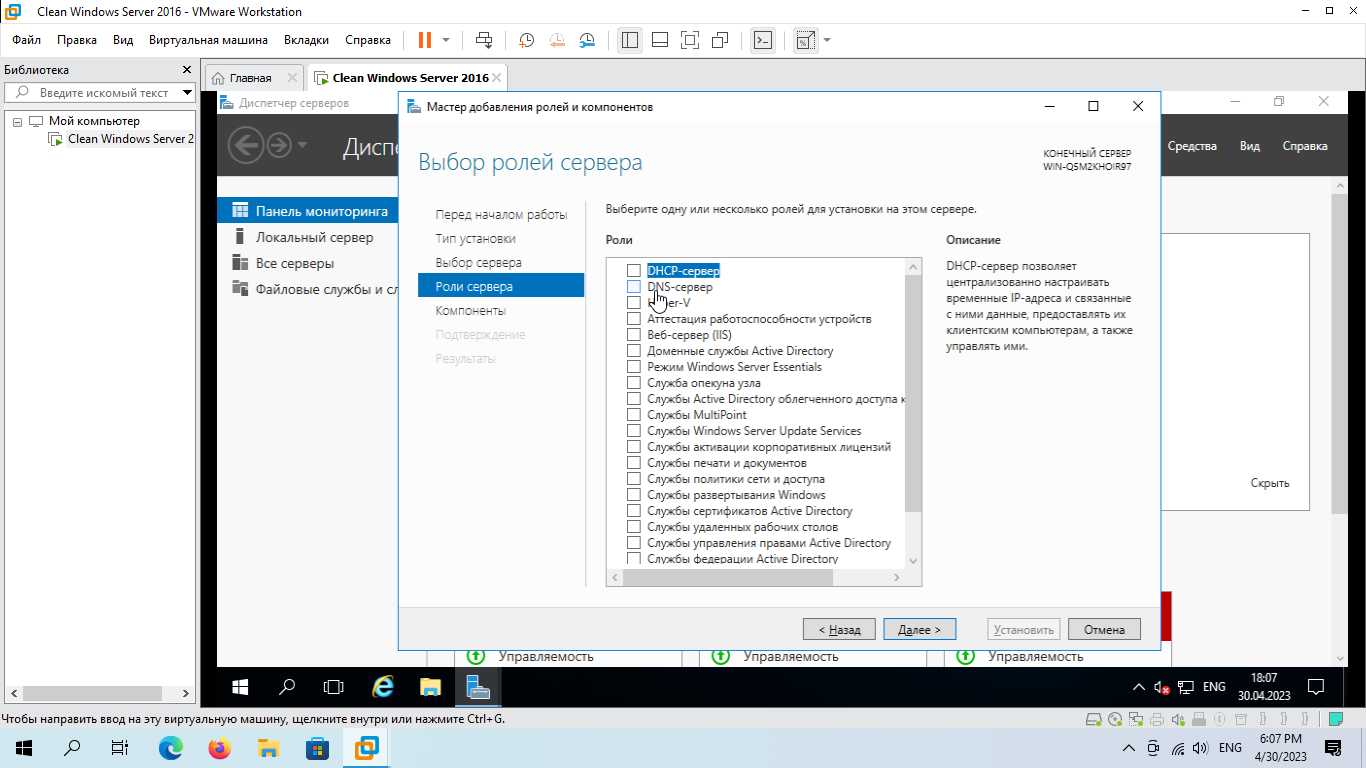 Clean Windows Server 2016 - VMware Workstation
Файл Правка Вид Виртуальная машина Вкладки Справка
Библиотека
Введите искомый текст
Мой компьютер
Clean Windows Server 2
Главная
Clean Windows Server 2016
Диспетчер серверов
Мастер добавления ролей и компонентов
Средства Вид Справка
Выбор ролей сервера
КОНЕЧНЫЙ СЕРВЕР
WIN-Q5M2KHOIR97
Панель мониторинга
Локальный сервер
Все серверы
Файловые службы и
Перед началом работы
Тип установки
Выбор сервера
Роли сервера
Компоненты
Подтверждение
Результаты
Выберите одну или несколько ролей для установки на этом сервере.
Роли
DHCP-сервер
DNS-сервер
Аттестация работоспособности устройств
Веб-сервер (IIS)
Доменные службы Active Directory
Режим Windows Server Essentials
Служба опекуна узла
Службы Active Directory облегченного доступа к
Службы MultiPoint
Службы Windows Server Update Services
Службы активации корпоративных лицензий
Службы печати и документов
Службы политики сети и доступа
Службы развертывания Windows
Службы сертификатов Active Directory
Службы удаленных рабочих столов
Службы управления правами Active Directory
Службы федерации Active Directory
Описание
DHCP-сервер позволяет
централизованно настраивать
временные IP-адреса и связанные
с ними данные, предоставлять их
клиентским компьютерам, а также
управлять ими.
Скрыть
< Назад
Далее >
Установить
Отмена
Управляемость
Управляемость
Управляемость
ENG
18:07
30.04.2023
Чтобы направить ввод на эту виртуальную машину, щелкните внутри или нажмите Ctrl+G.
ENG
6:07 PM
4/30/2023